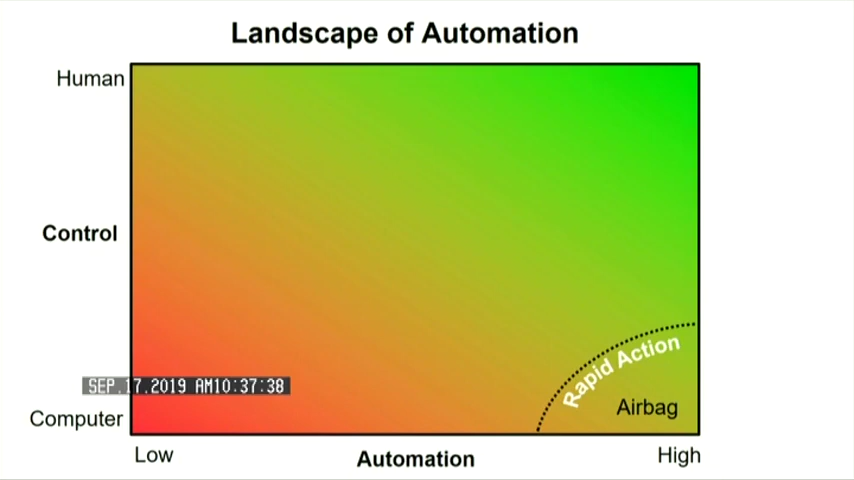 Landscape of Automation
Human
Control
Rapid Action
SEP.17.2019 AM10:37:38
Airbag
Computer
Low
Automation
High